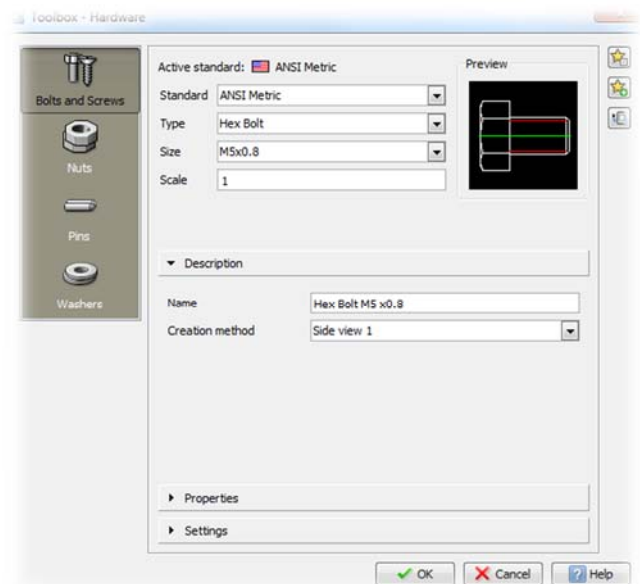 Toolbox - Hardware
Bolts and Screws
Nuts
Pins
Washers
Active standard: ANSI Metric
Standard ANSI Metric
Type Hex Bolt
Size M5x0.8
Scale 1
Preview
Description
Name Hex Bolt M5 x0.8
Creation method Side view 1
Properties
Settings
OK Cancel Help